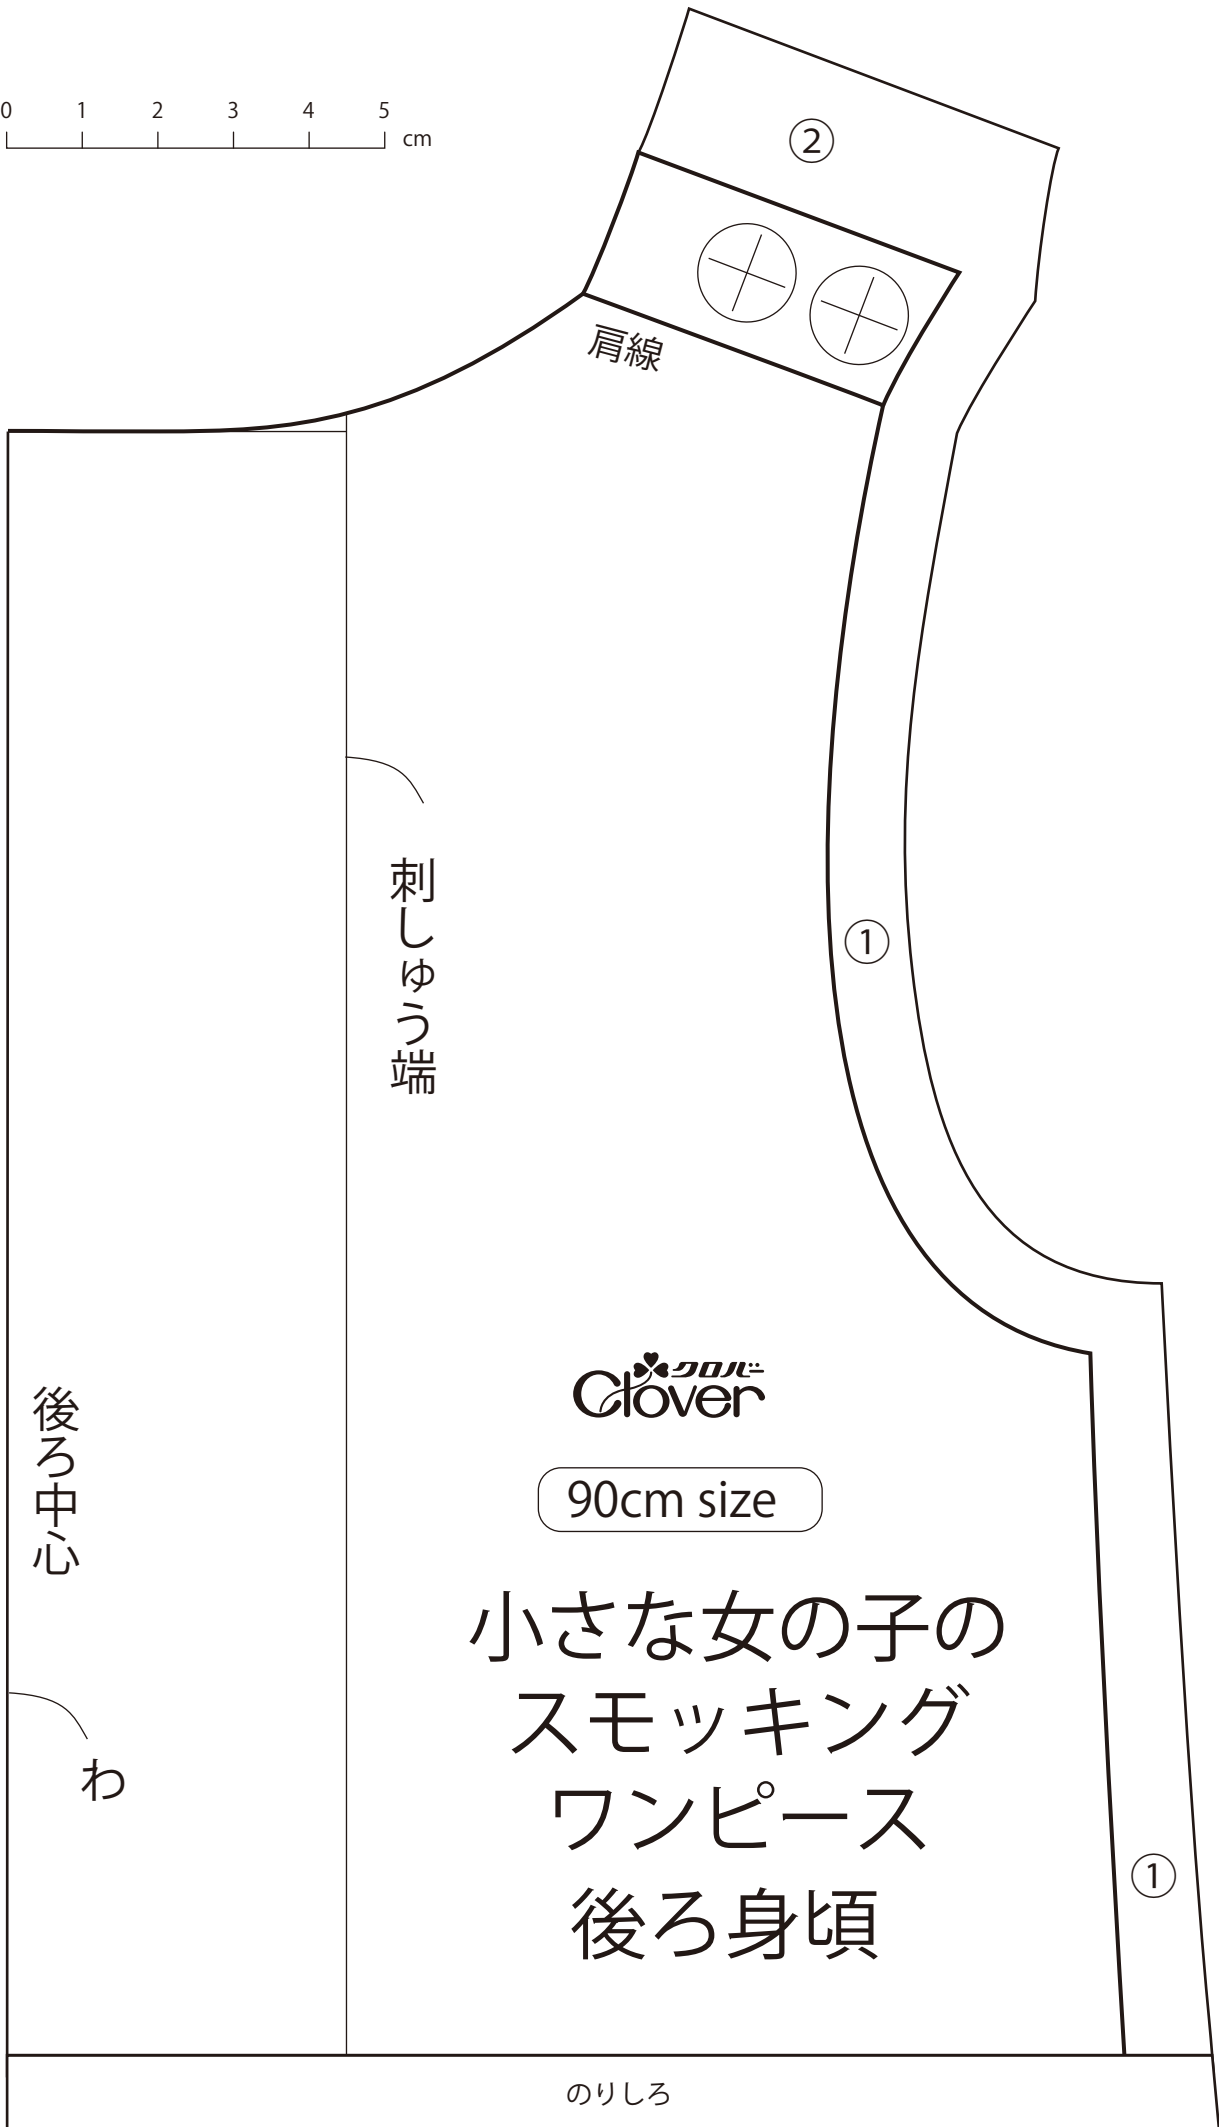 0 1 2 3 4 5
cm
②
肩線
刺しゅう端
①
クロバー
Clover
90cm size
後ろ中心
小さな女の子の
スモッキング
ワンピース
後ろ身頃
わ
①
のりしろ